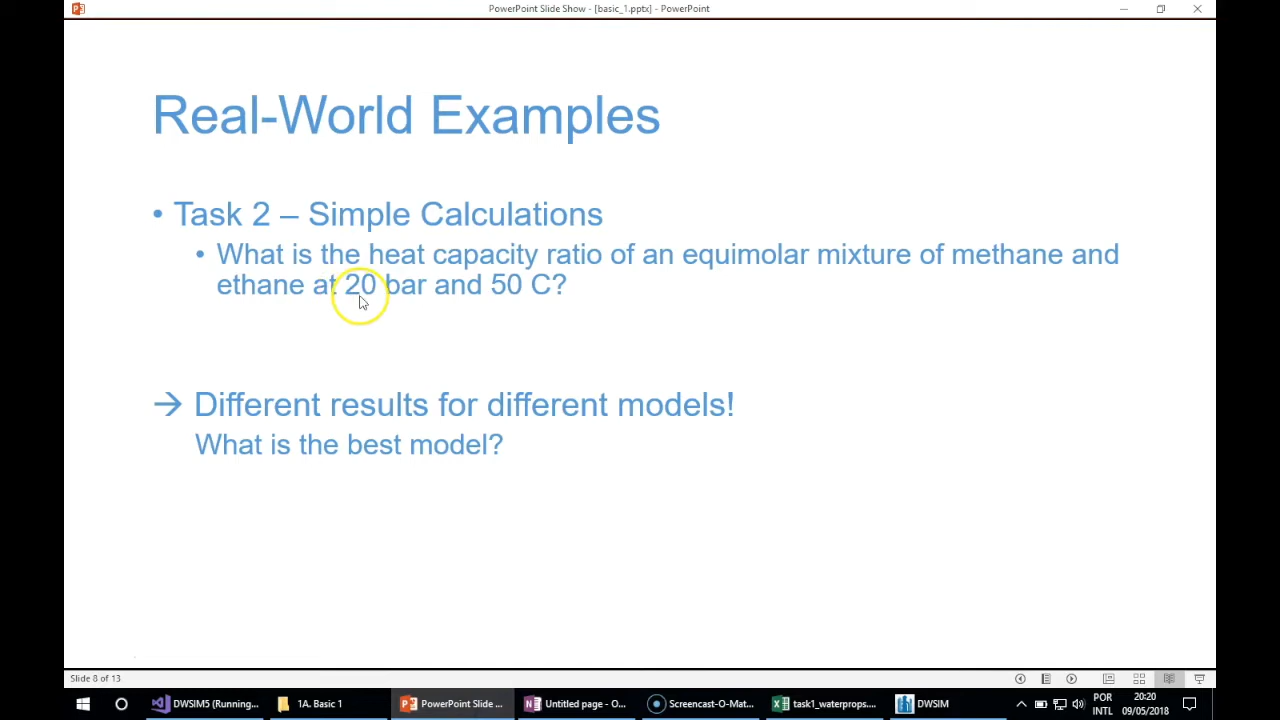 PowerPoint Slide Show - [basic_1.pptx] - PowerPoint
Real-World Examples
• Task 2 – Simple Calculations
• What is the heat capacity ratio of an equimolar mixture of methane and
ethane at 20 bar and 50 C?
→ Different results for different models!
What is the best model?
Slide 8 of 13
DWSIM5 (Running...
1A. Basic 1
PowerPoint Slide ...
Untitled page - O...
Screencast-O-Mat...
task1_waterprops....
DWSIM
POR
INTL
20:20
09/05/2018